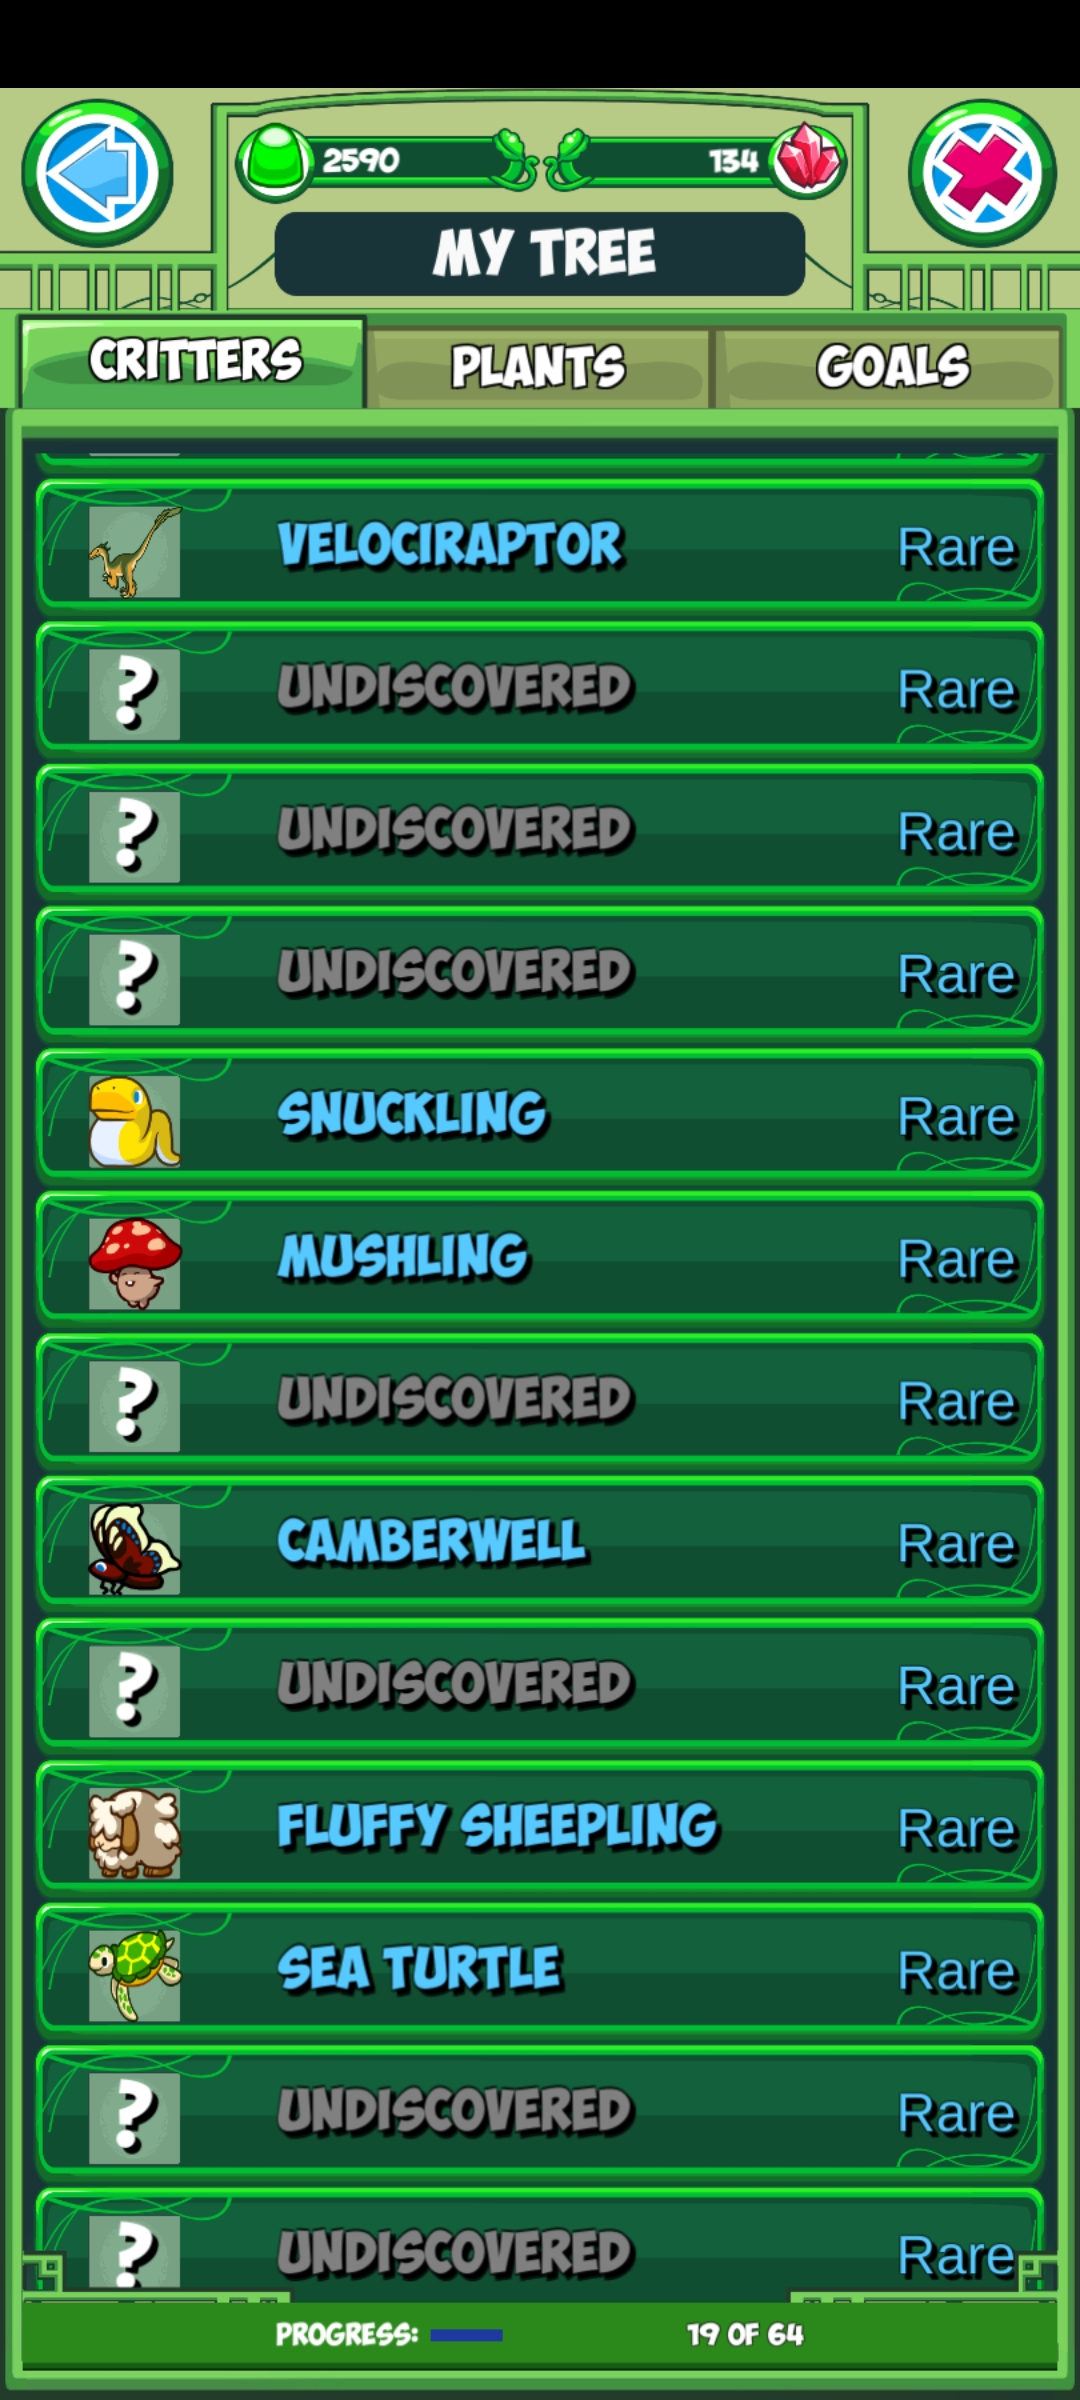 2590
134
MY TREE
CRITTERS
PLANTS
GOALS
VELOCIRAPTOR
Rare
?
UNDISCOVERED
Rare
?
UNDISCOVERED
Rare
?
UNDISCOVERED
Rare
SNUCKLING
Rare
MUSHLING
Rare
?
UNDISCOVERED
Rare
CAMBERWELL
Rare
?
UNDISCOVERED
Rare
FLUFFY SHEEPLING
Rare
SEA TURTLE
Rare
?
UNDISCOVERED
Rare
?
UNDISCOVERED
Rare
PROGRESS:
19 OF 64